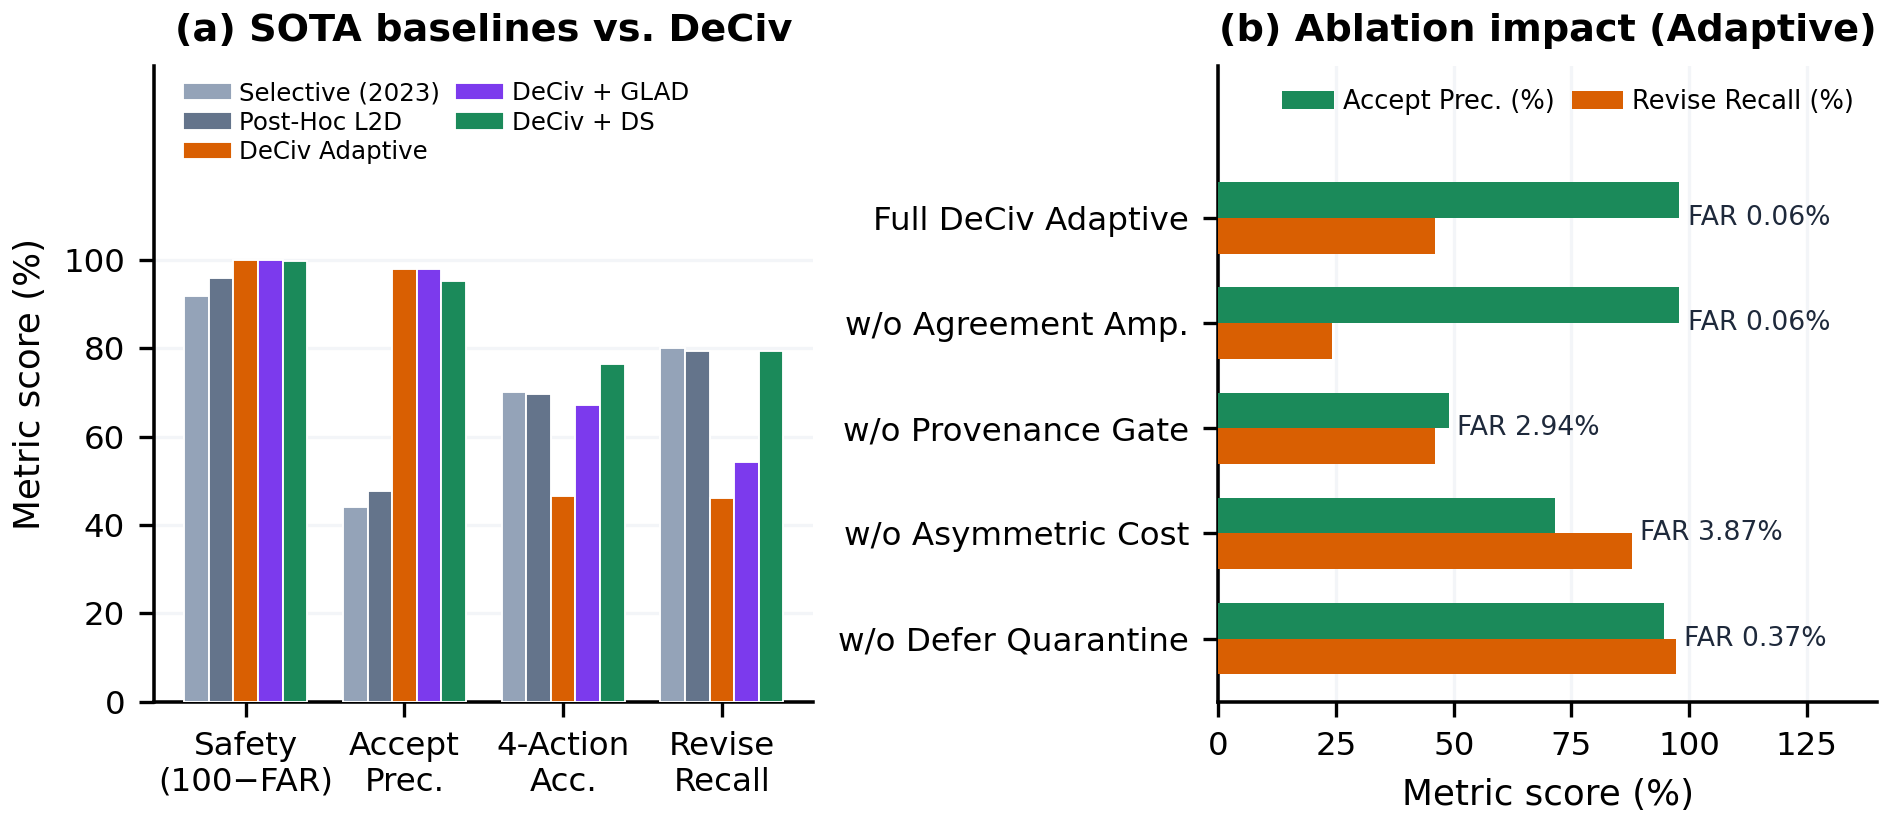 (a) SOTA baselines vs. DeCiv
Selective (2023)
Post-Hoc L2D
DeCiv Adaptive
DeCiv + GLAD
DeCiv + DS
Metric score (%)
100
80
60
40
20
0
Safety
(100−FAR)
Accept
Prec.
4-Action
Acc.
Revise
Recall
(b) Ablation impact (Adaptive)
Accept Prec. (%)
Revise Recall (%)
Full DeCiv Adaptive
FAR 0.06%
w/o Agreement Amp.
FAR 0.06%
w/o Provenance Gate
FAR 2.94%
w/o Asymmetric Cost
FAR 3.87%
w/o Defer Quarantine
FAR 0.37%
0
25
50
75
100
125
Metric score (%)